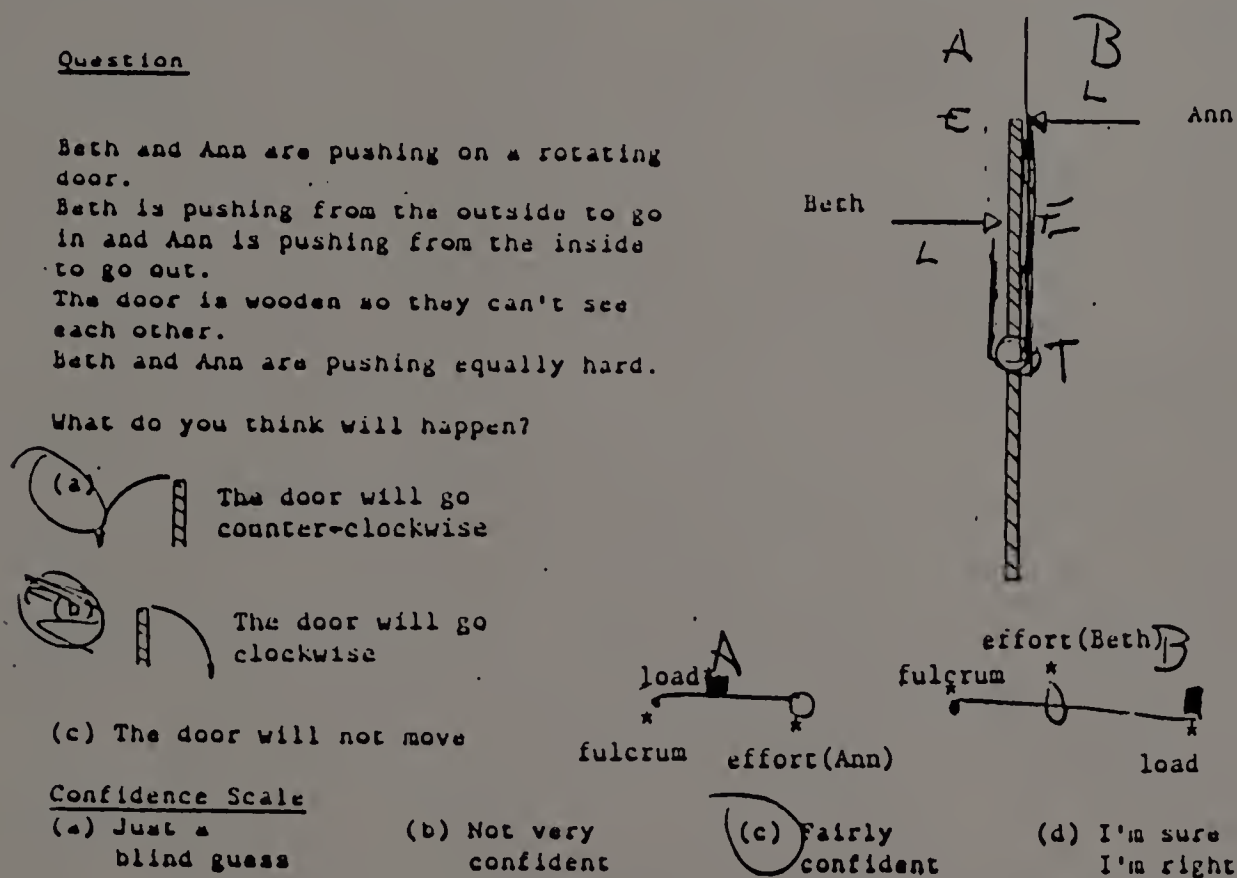 Question
Beth and Ann are pushing on a rotating
door.
Beth is pushing from the outside to go
in and Ann is pushing from the inside
to go out.
The door is wooden so they can't see
each other.
Beth and Ann are pushing equally hard.
What do you think will happen?
(a) The door will go
counter-clockwise
(b) The door will go
clockwise
(c) The door will not move
A B
L
E Ann
Beth
E
L
T
load A
fulcrum effort(Ann)
effort(Beth) B
fulcrum
load
Confidence Scale
(a) Just a
blind guess
(b) Not very
confident
(c) Fairly
confident
(d) I'm sure
I'm right